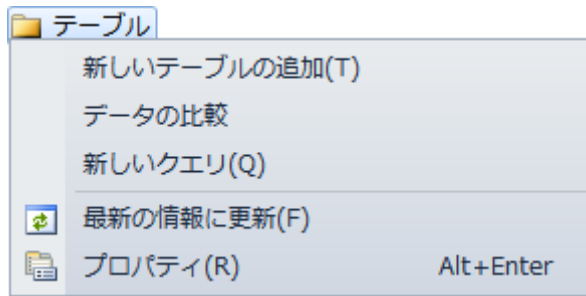 テーブル
新しいテーブルの追加(T)
データの比較
新しいクエリ(Q)
最新の情報に更新(F)
プロパティ(R) Alt+Enter